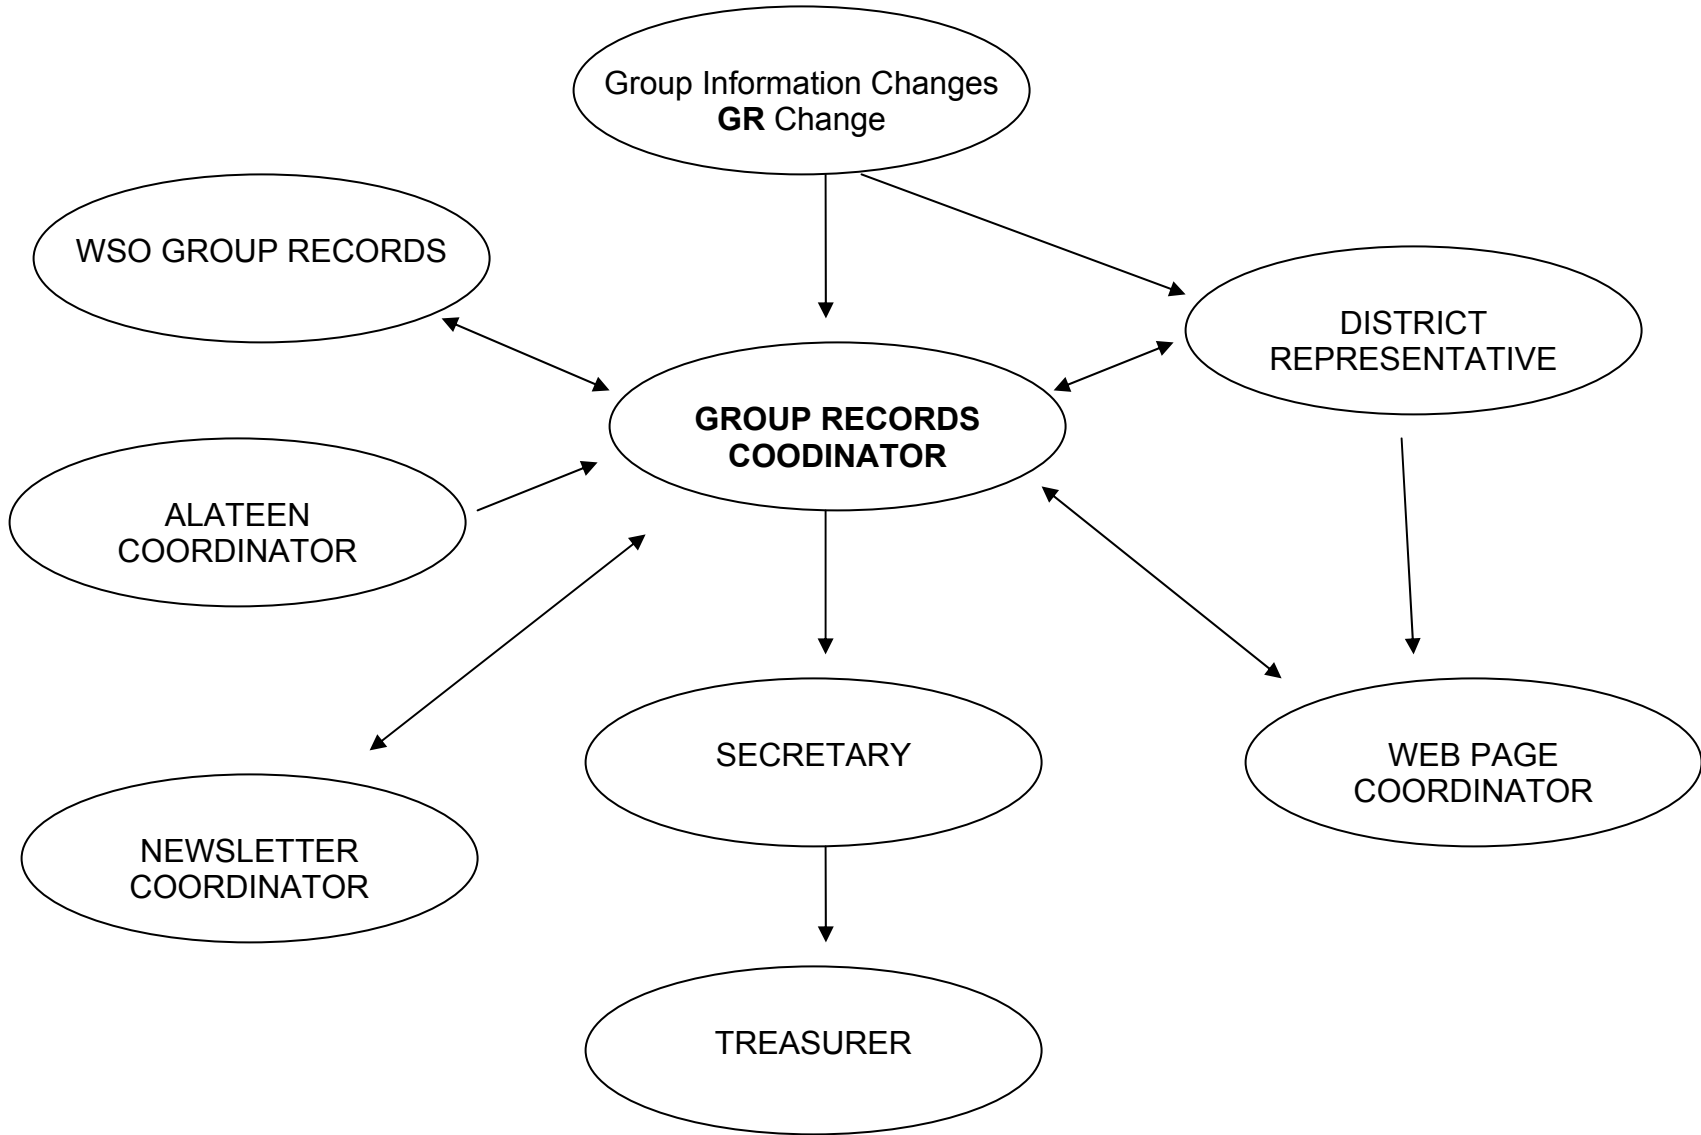 Group Information Changes
GR Change
WSO GROUP RECORDS
DISTRICT
REPRESENTATIVE
GROUP RECORDS
COODINATOR
ALATEEN
COORDINATOR
SECRETARY
WEB PAGE
COORDINATOR
NEWSLETTER
COORDINATOR
TREASURER